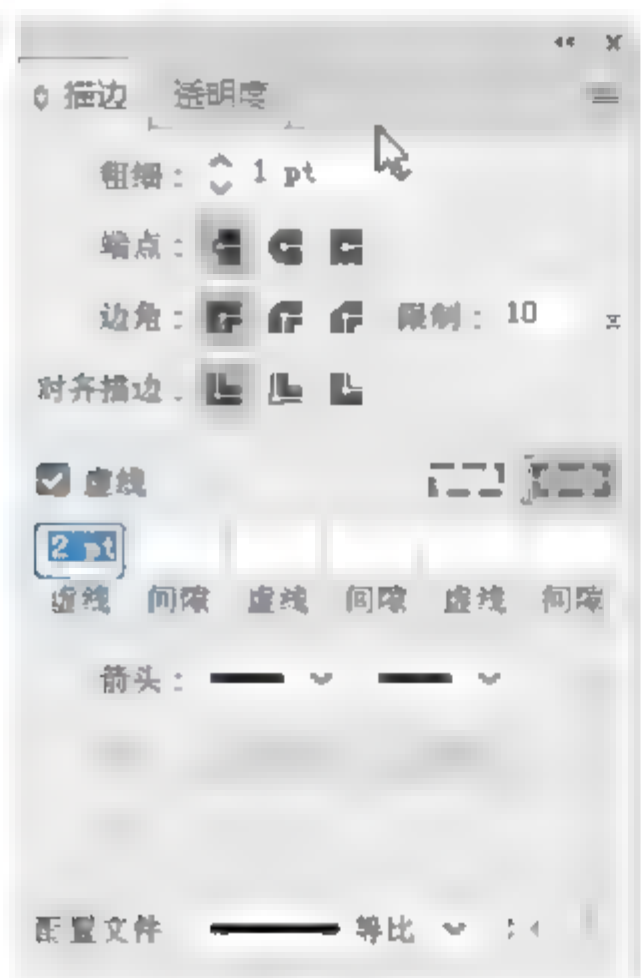 描边 透明度
粗细： 1 pt
端点：
边角： 限制： 10 x
对齐描边：
虚线
2 pt
虚线 间隙 虚线 间隙 虚线 间隙
箭头：
配置文件 等比